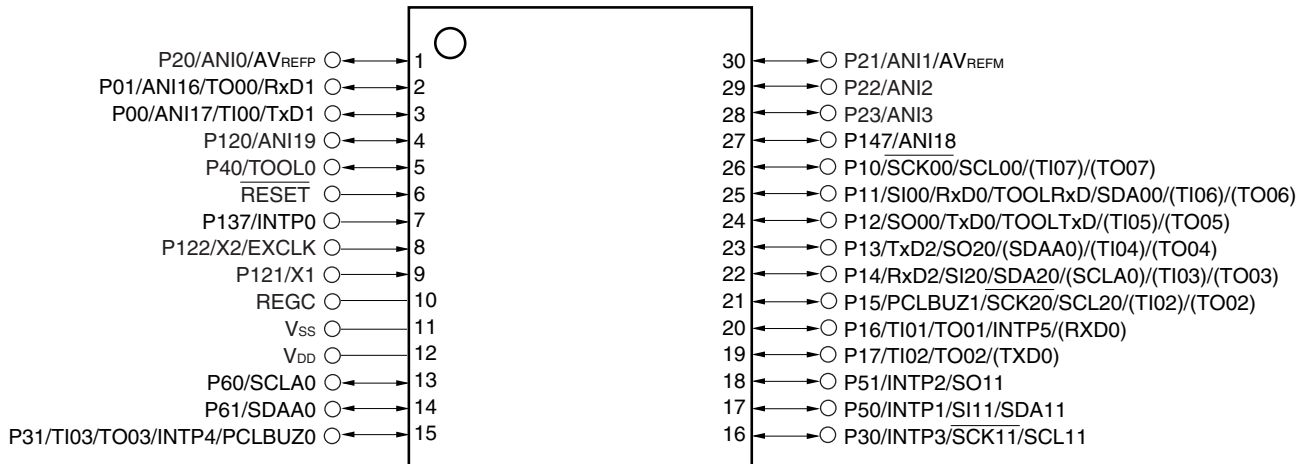 P20/ANI0/AVREFP 1
P01/ANI16/TO00/RxD1 2
P00/ANI17/TI00/TxD1 3
P120/ANI19 4
P40/TOOL0 5
RESET 6
P137/INTP0 7
P122/X2/EXCLK 8
P121/X1 9
REGC 10
VSS 11
VDD 12
P60/SCLA0 13
P61/SDAA0 14
P31/TI03/TO03/INTP4/PCLBUZ0 15
30 P21/ANI1/AVREFM
29 P22/ANI2
28 P23/ANI3
27 P147/ANI18
26 P10/SCK00/SCL00/(TI07)/(TO07)
25 P11/SI00/RxD0/TOOLRxD/SDA00/(TI06)/(TO06)
24 P12/SO00/TxD0/TOOLTxD/(TI05)/(TO05)
23 P13/TxD2/SO20/(SDAA0)/(TI04)/(TO04)
22 P14/RxD2/SI20/SDA20/(SCLA0)/(TI03)/(TO03)
21 P15/PCLBUZ1/SCK20/SCL20/(TI02)/(TO02)
20 P16/TI01/TO01/INTP5/(RXD0)
19 P17/TI02/TO02/(TXD0)
18 P51/INTP2/SO11
17 P50/INTP1/SI11/SDA11
16 P30/INTP3/SCK11/SCL11